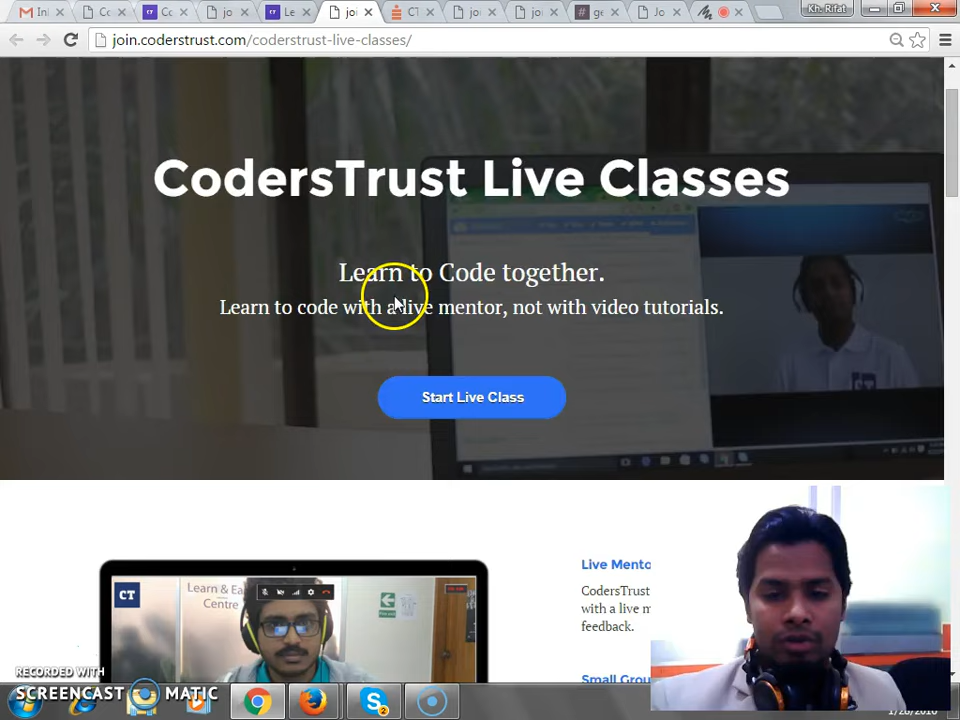 Kh. Rifat
join.coderstrust.com/coderstrust-live-classes/
CodersTrust Live Classes
Learn to Code together.
Learn to code with a live mentor, not with video tutorials.
Start Live Class
Learn & Ea
Centre
CT
Live Mento
CodersTrust
with a live m
feedback.
Small Grou
RECORDED WITH
SCREENCAST MATIC